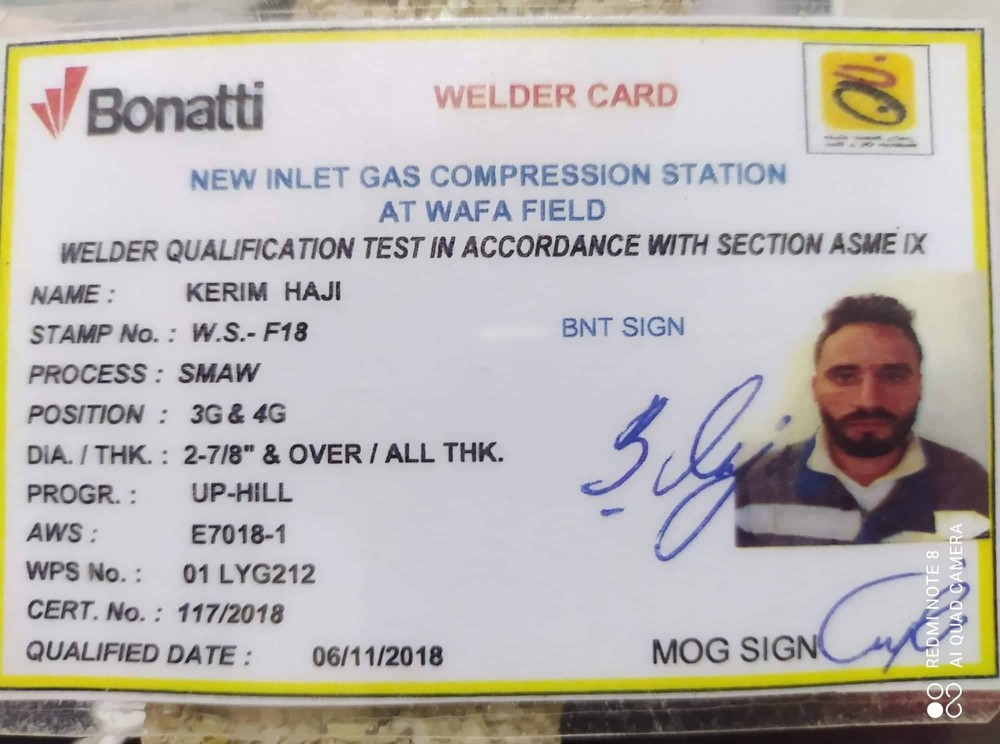 Bonatti
WELDER CARD
NEW INLET GAS COMPRESSION STATION
AT WAFA FIELD
WELDER QUALIFICATION TEST IN ACCORDANCE WITH SECTION ASME IX
NAME : KERIM HAJI
STAMP No. : W.S.- F18
BNT SIGN
PROCESS : SMAW
POSITION : 3G & 4G
DIA. / THK. : 2-7/8" & OVER / ALL THK.
PROGR. : UP-HILL
AWS : E7018-1
WPS No. : 01 LYG212
CERT. No. : 117/2018
QUALIFIED DATE : 06/11/2018
MOG SIGN
REDMI NOTE 8
AI QUAD CAMERA